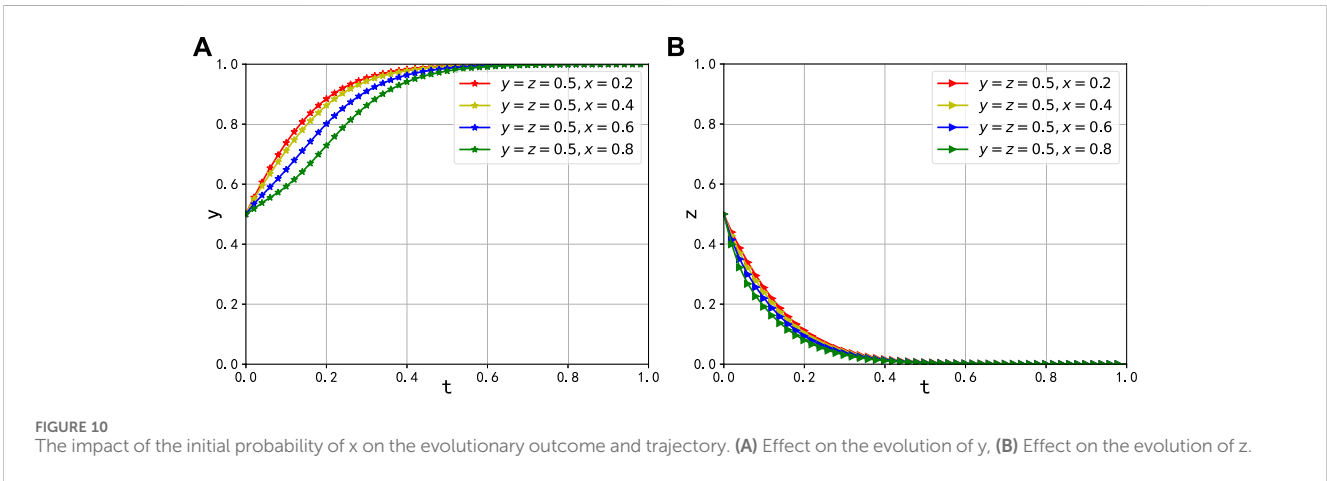 A
B
1.0
0.8
0.6
0.4
0.2
0.0
y
0.0 0.2 0.4 0.6 0.8 1.0
t
y = z = 0.5, x = 0.2
y = z = 0.5, x = 0.4
y = z = 0.5, x = 0.6
y = z = 0.5, x = 0.8
1.0
0.8
0.6
0.4
0.2
0.0
z
0.0 0.2 0.4 0.6 0.8 1.0
t
y = z = 0.5, x = 0.2
y = z = 0.5, x = 0.4
y = z = 0.5, x = 0.6
y = z = 0.5, x = 0.8
FIGURE 10
The impact of the initial probability of x on the evolutionary outcome and trajectory. (A) Effect on the evolution of y, (B) Effect on the evolution of z.